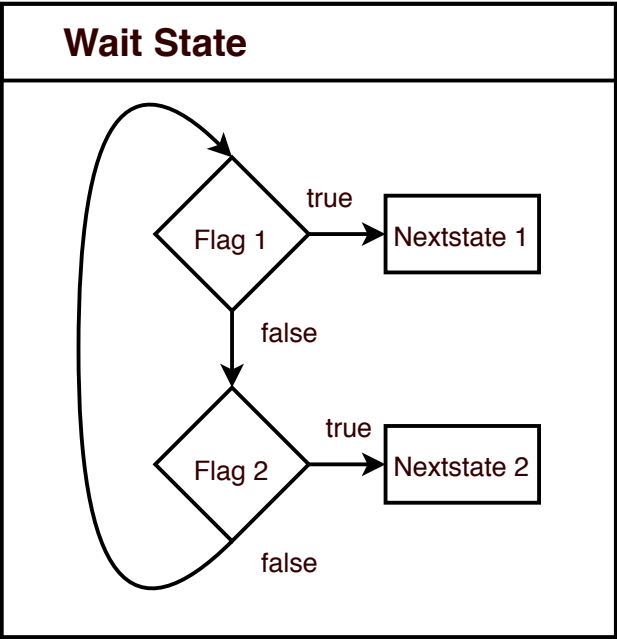 Wait State
true
Flag 1
Nextstate 1
false
true
Flag 2
Nextstate 2
false